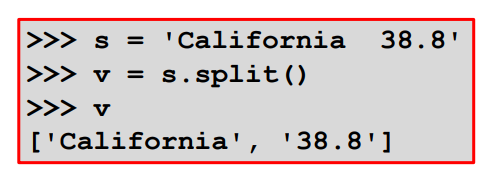 >>> s = 'California  38.8'
>>> v = s.split()
>>> v
['California', '38.8']